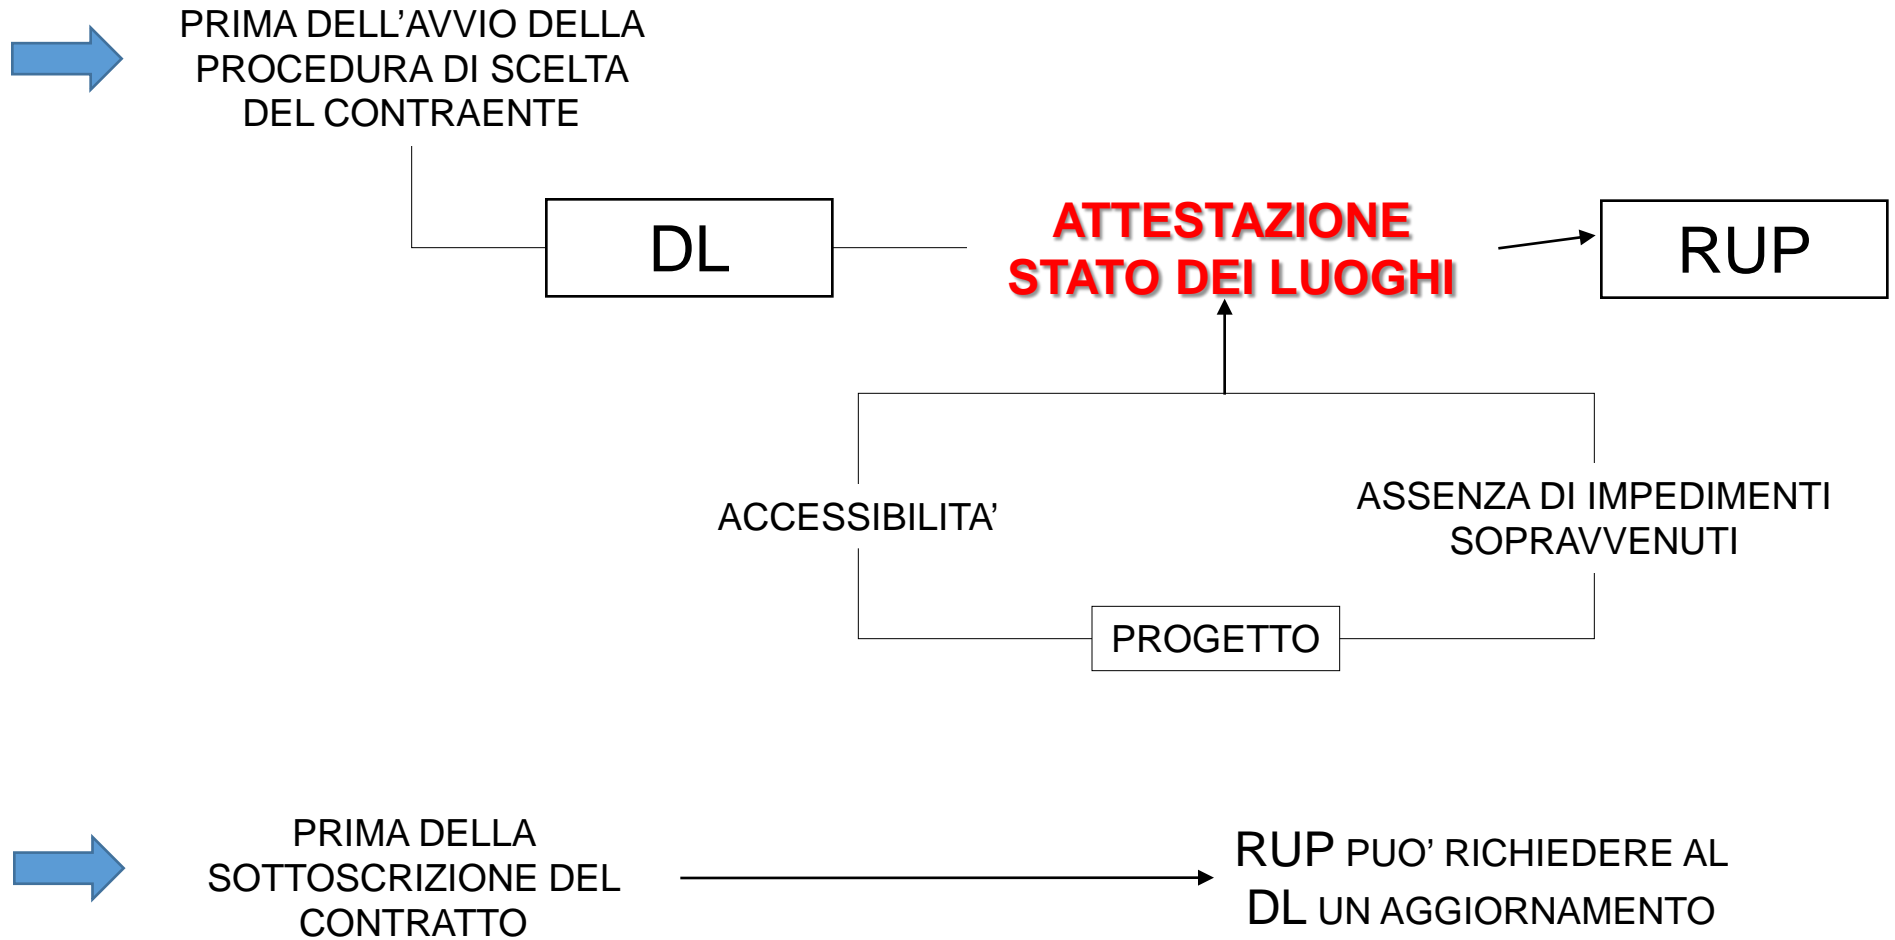 PRIMA DELL’AVVIO DELLA
PROCEDURA DI SCELTA
DEL CONTRAENTE
DL
ATTESTAZIONE
STATO DEI LUOGHI
RUP
ACCESSIBILITA’
ASSENZA DI IMPEDIMENTI
SOPRAVVENUTI
PROGETTO
PRIMA DELLA
SOTTOSCRIZIONE DEL
CONTRATTO
RUP PUO’ RICHIEDERE AL
DL UN AGGIORNAMENTO